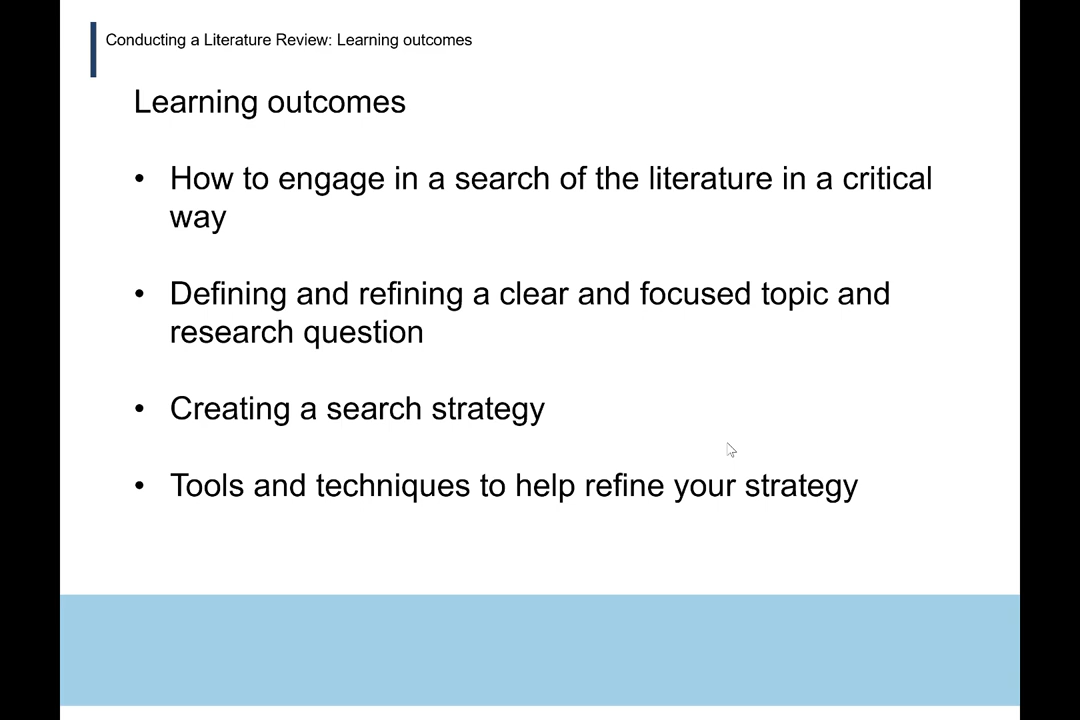 Conducting a Literature Review: Learning outcomes
Learning outcomes
• How to engage in a search of the literature in a critical
way
• Defining and refining a clear and focused topic and
research question
• Creating a search strategy
• Tools and techniques to help refine your strategy